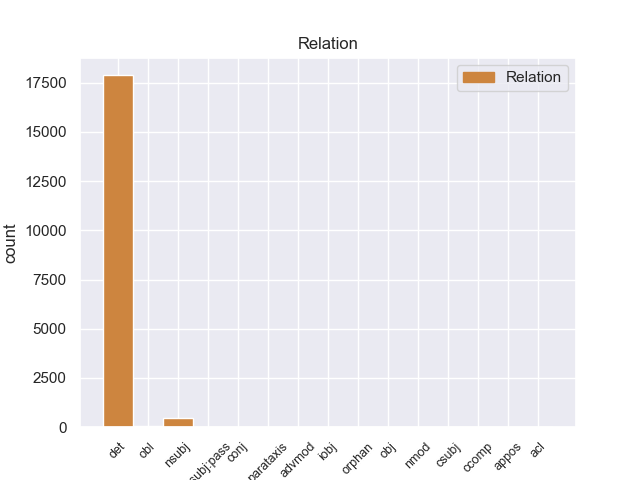 Relation
Relation
17500
15000
12500
10000
7500
5000
2500
0
count
det
obl
nsubj
subj:pass
conj
parataxis
advmod
iobj
orphan
obj
nmod
csubj
ccomp
appos
acl